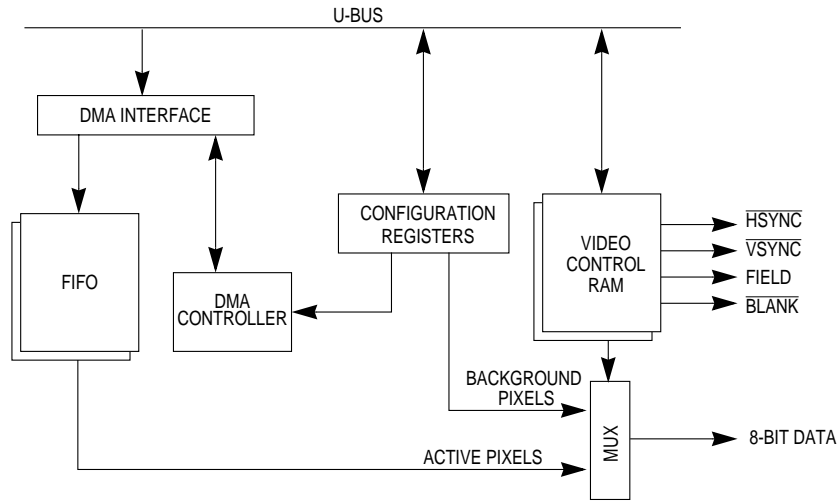 U-BUS
DMA INTERFACE
CONFIGURATION
REGISTERS
VIDEO
CONTROL
RAM
HSYNC
VSYNC
FIELD
BLANK
FIFO
DMA
CONTROLLER
BACKGROUND
PIXELS
MUX
8-BIT DATA
ACTIVE PIXELS